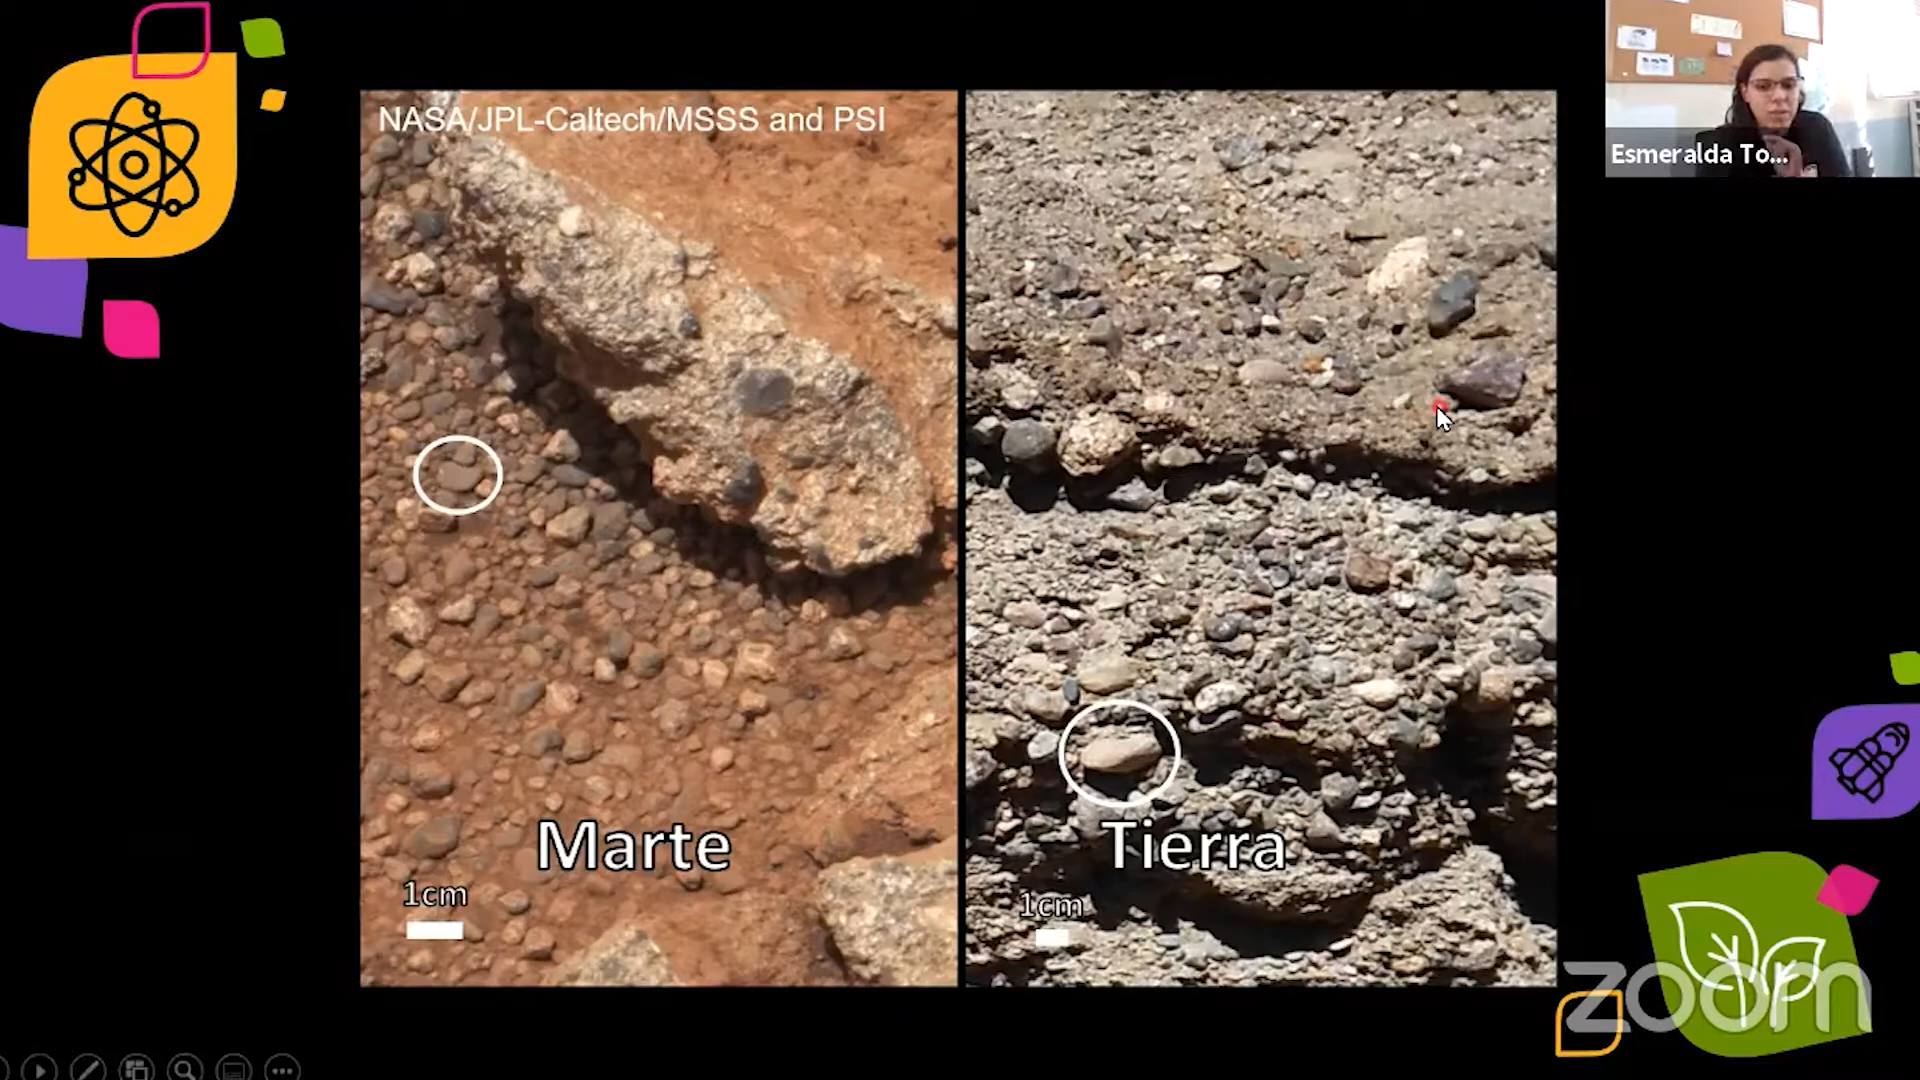 NASA/JPL-Caltech/MSSS and PSI
Esmeralda To...
Marte
Tierra
1cm
1cm
zoom